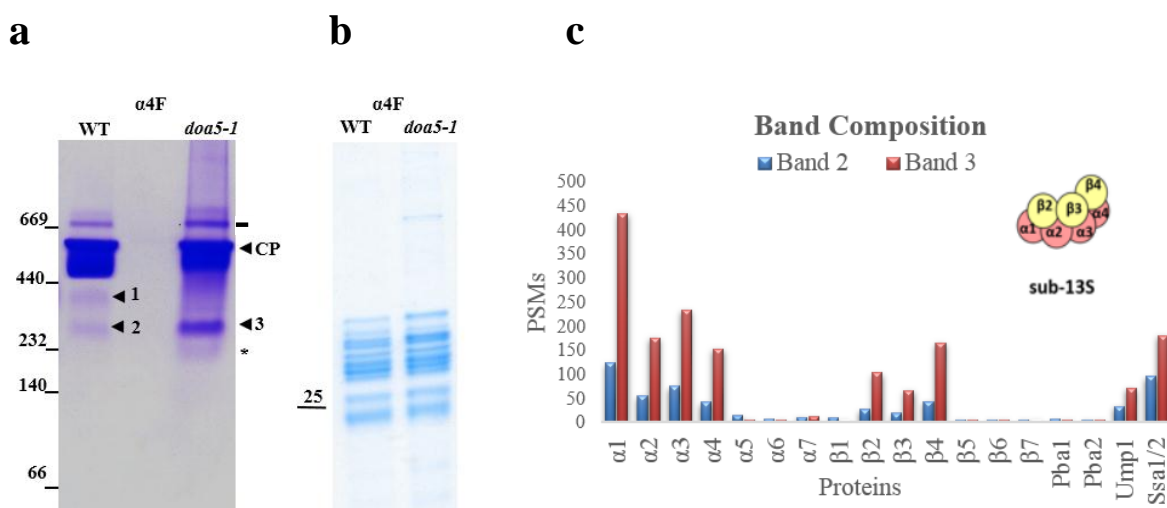 a
α4F
WT doa5-1
669
CP
440
1
2 3
232
*
140
66
b
α4F
WT doa5-1
25
c
Band Composition
Band 2 Band 3
500
450
400
350
300
250
200
150
100
50
0
PSMs
α1 α2 α3 α4 α5 α6 α7 β1 β2 β3 β4 β5 β6 β7 Pba1 Pba2 Ump1 Ssa1/2
Proteins
β4
β2 β3 α4
α1 α2 α3
sub-13S